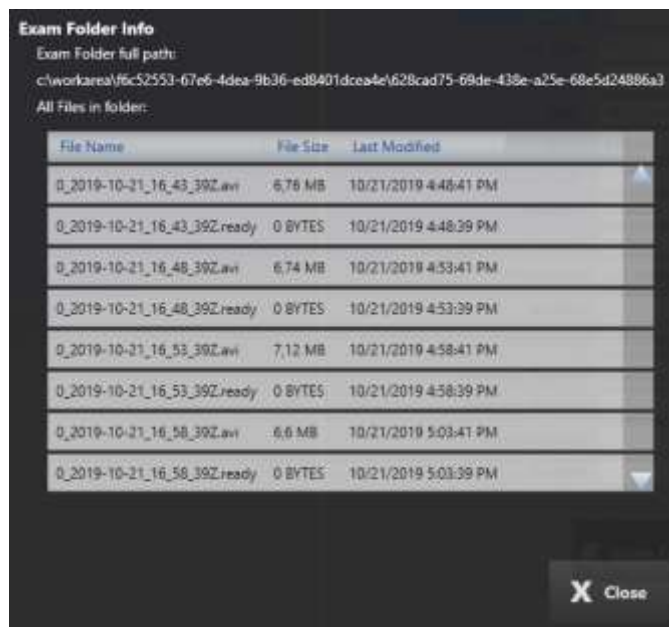 Exam Folder Info
Exam Folder full path:
c:\workarea\f6c52553-67e6-4dea-9b36-ed8401dcea4e\628cad75-69de-438e-a25e-68e5d24886a3
All Files in folder:
File Name File Size Last Modified
0_2019-10-21_16_43_39Z.avi 6,76 MB 10/21/2019 4:48:41 PM
0_2019-10-21_16_43_39Z.ready 0 BYTES 10/21/2019 4:48:39 PM
0_2019-10-21_16_48_39Z.avi 6,74 MB 10/21/2019 4:53:41 PM
0_2019-10-21_16_48_39Z.ready 0 BYTES 10/21/2019 4:53:39 PM
0_2019-10-21_16_53_39Z.avi 7,12 MB 10/21/2019 4:58:41 PM
0_2019-10-21_16_53_39Z.ready 0 BYTES 10/21/2019 4:58:39 PM
0_2019-10-21_16_58_39Z.avi 6,6 MB 10/21/2019 5:03:41 PM
0_2019-10-21_16_58_39Z.ready 0 BYTES 10/21/2019 5:03:39 PM
X Close